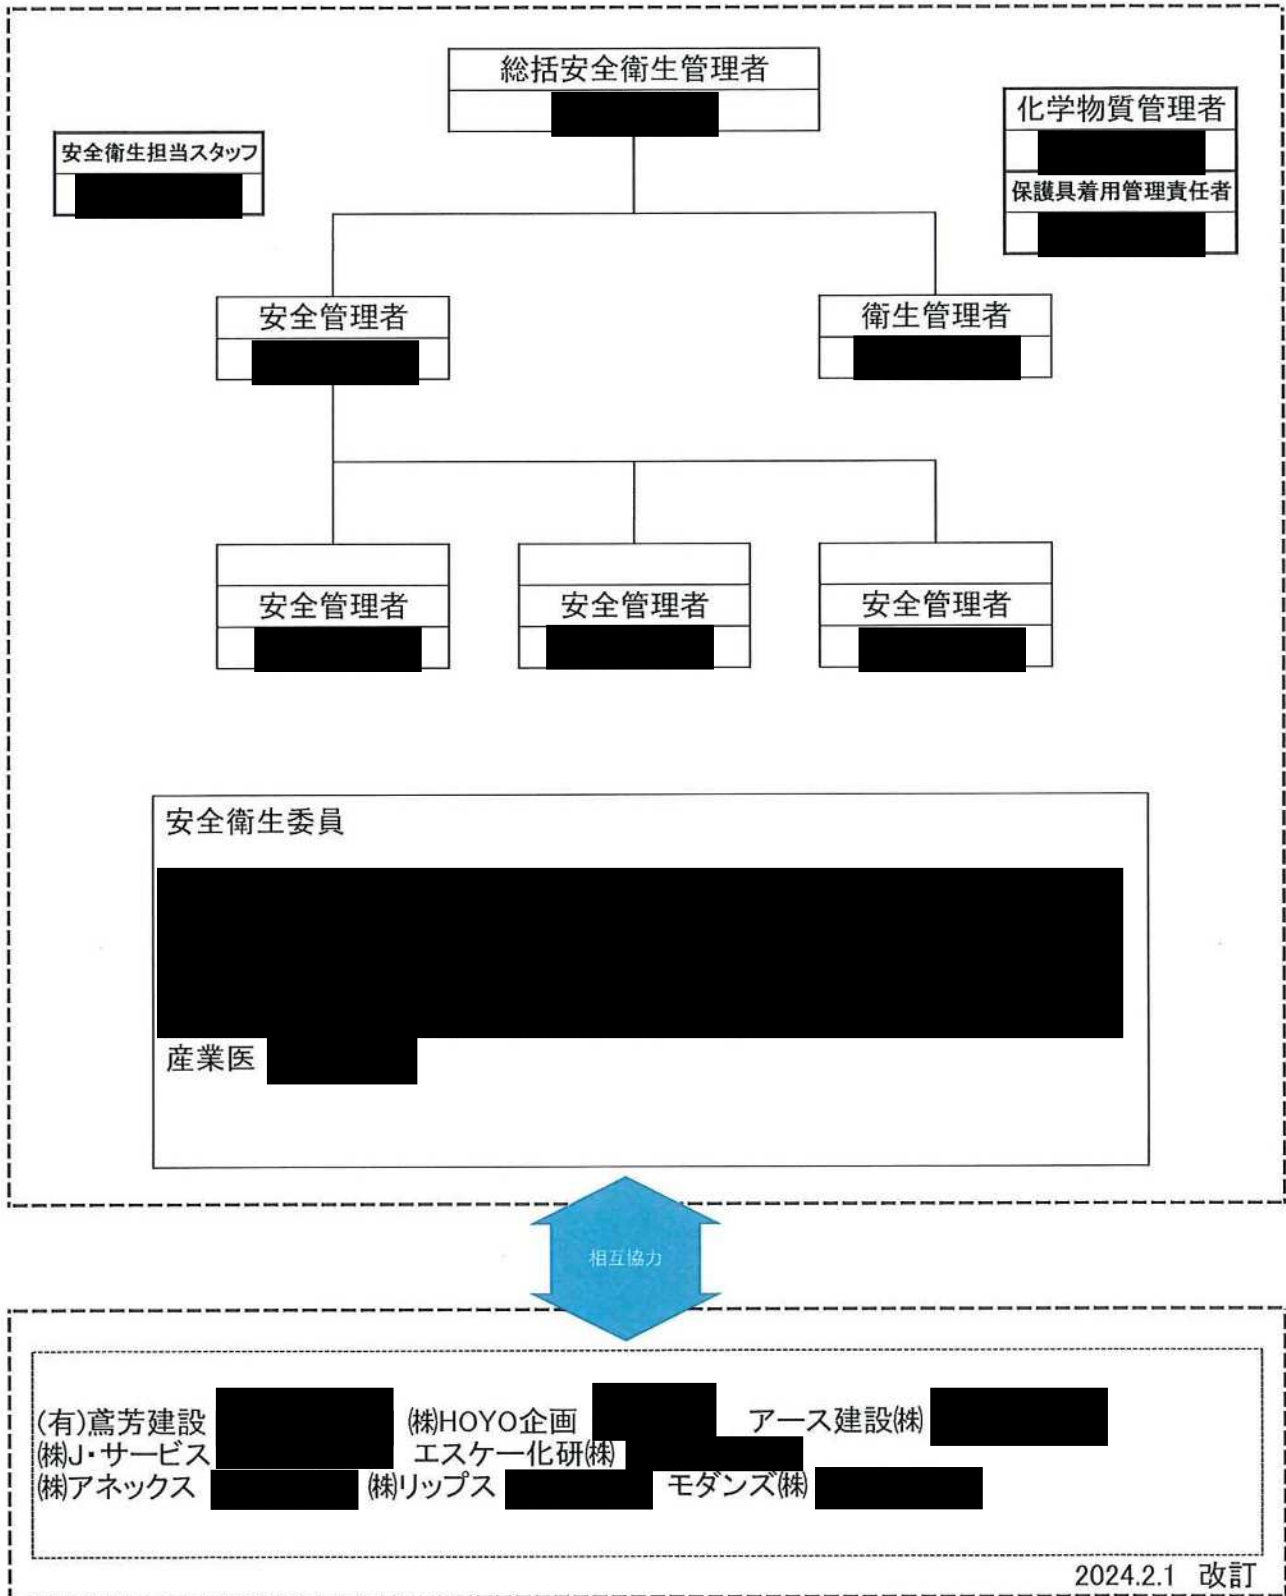 総括安全衛生管理者
化学物質管理者
安全衛生担当スタッフ
保護具着用管理責任者
安全管理者
衛生管理者
安全管理者
安全管理者
安全管理者
安全衛生委員
産業医
相互協力
(有)鳶芳建設 ㈱HOYO企画 アース建設㈱
㈱J・サービス エスケー化研㈱
㈱アネックス ㈱リップス モダンズ㈱
2024.2.1 改訂